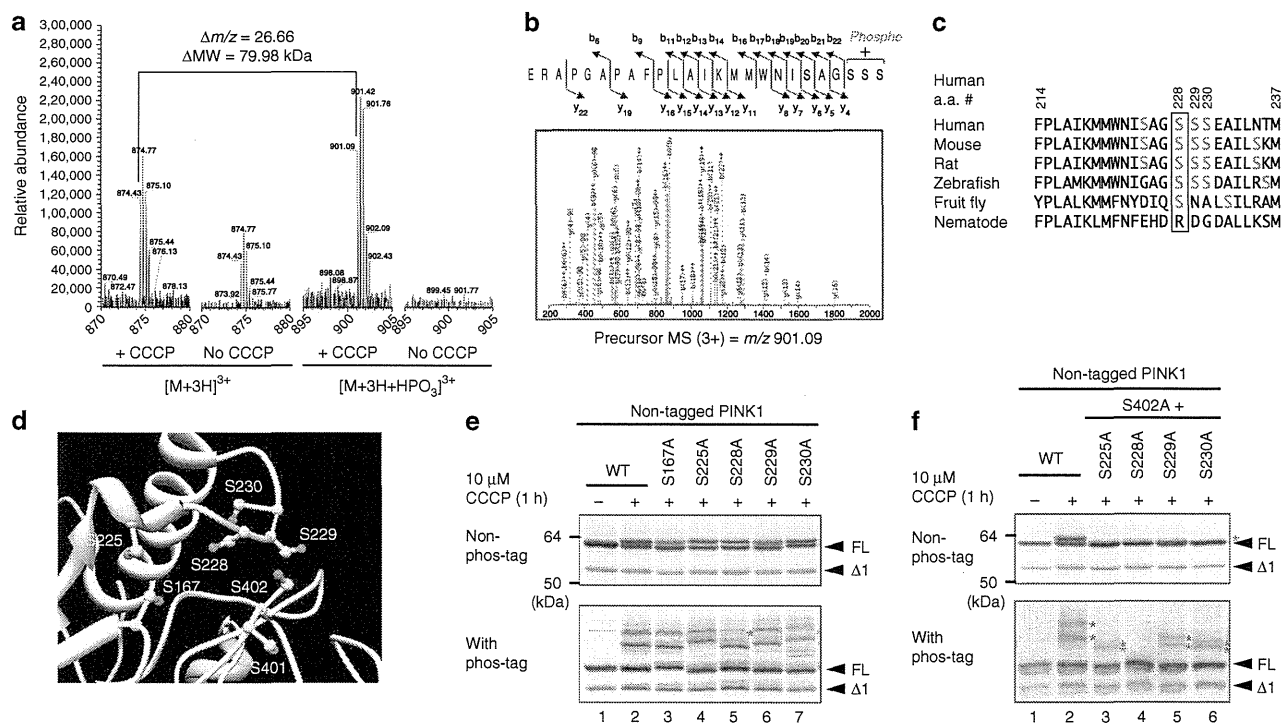 a
Relative abundance
3,00,000
2,80,000
2,60,000
2,40,000
2,20,000
2,00,000
1,80,000
1,60,000
1,40,000
1,20,000
1,00,000
80,000
60,000
40,000
20,000
0
Δm/z = 26.66
ΔMW = 79.98 kDa
874.77
874.43
875.10
875.44
876.13
870.49
872.47
878.13
874.77
874.43
875.10
875.44
875.77
873.92
901.42
901.76
901.09
902.09
902.43
898.08
898.87
899.45
901.77
870 875 880 870 875 880 895 900 905 895 900 905
+ CCCP No CCCP + CCCP No CCCP
[M+3H]3+ [M+3H+HPO3]3+
b
b6 b9 b11 b12 b13 b14 b16 b17 b18 b19 b20 b21 b22 Phospho
+
E R A P G A P A F P L A I K M M W N I S A G S S S
y22 y19 y16 y15 y14 y13 y12 y11 y8 y7 y6 y5 y4
200 400 600 800 1000 1200 1400 1600 1800 2000
Precursor MS (3+) = m/z 901.09
c
Human
a.a. #
214 228 229 230 237
Human FPLAIKMMWNISAG S SSEAILNTM
Mouse FPLAIKMMWNISAG S SSEAILSKM
Rat FPLAIKMMWNISAG S SSEAILSKM
Zebrafish FPLAMKMMWNIGAG S SSDAILRSM
Fruit fly YPLALKMMFNYDIQ S NALSILRAM
Nematode FPLAIKLMFNFEHD R DGDALLKSM
d
S230
S229
S225
S228
S167
S402
S401
e
Non-tagged PINK1
WT S167A S225A S228A S229A S230A
10 μM
CCCP (1 h) – + + + + + +
Non-
phos-tag
64
50
(kDa)
FL
Δ1
With
phos-tag
*
FL
Δ1
1 2 3 4 5 6 7
f
Non-tagged PINK1
S402A +
WT S225A S228A S229A S230A
10 μM
CCCP (1 h) – + + + + +
Non-
phos-tag
64
50
(kDa)
*
FL
Δ1
With
phos-tag
FL
Δ1
1 2 3 4 5 6